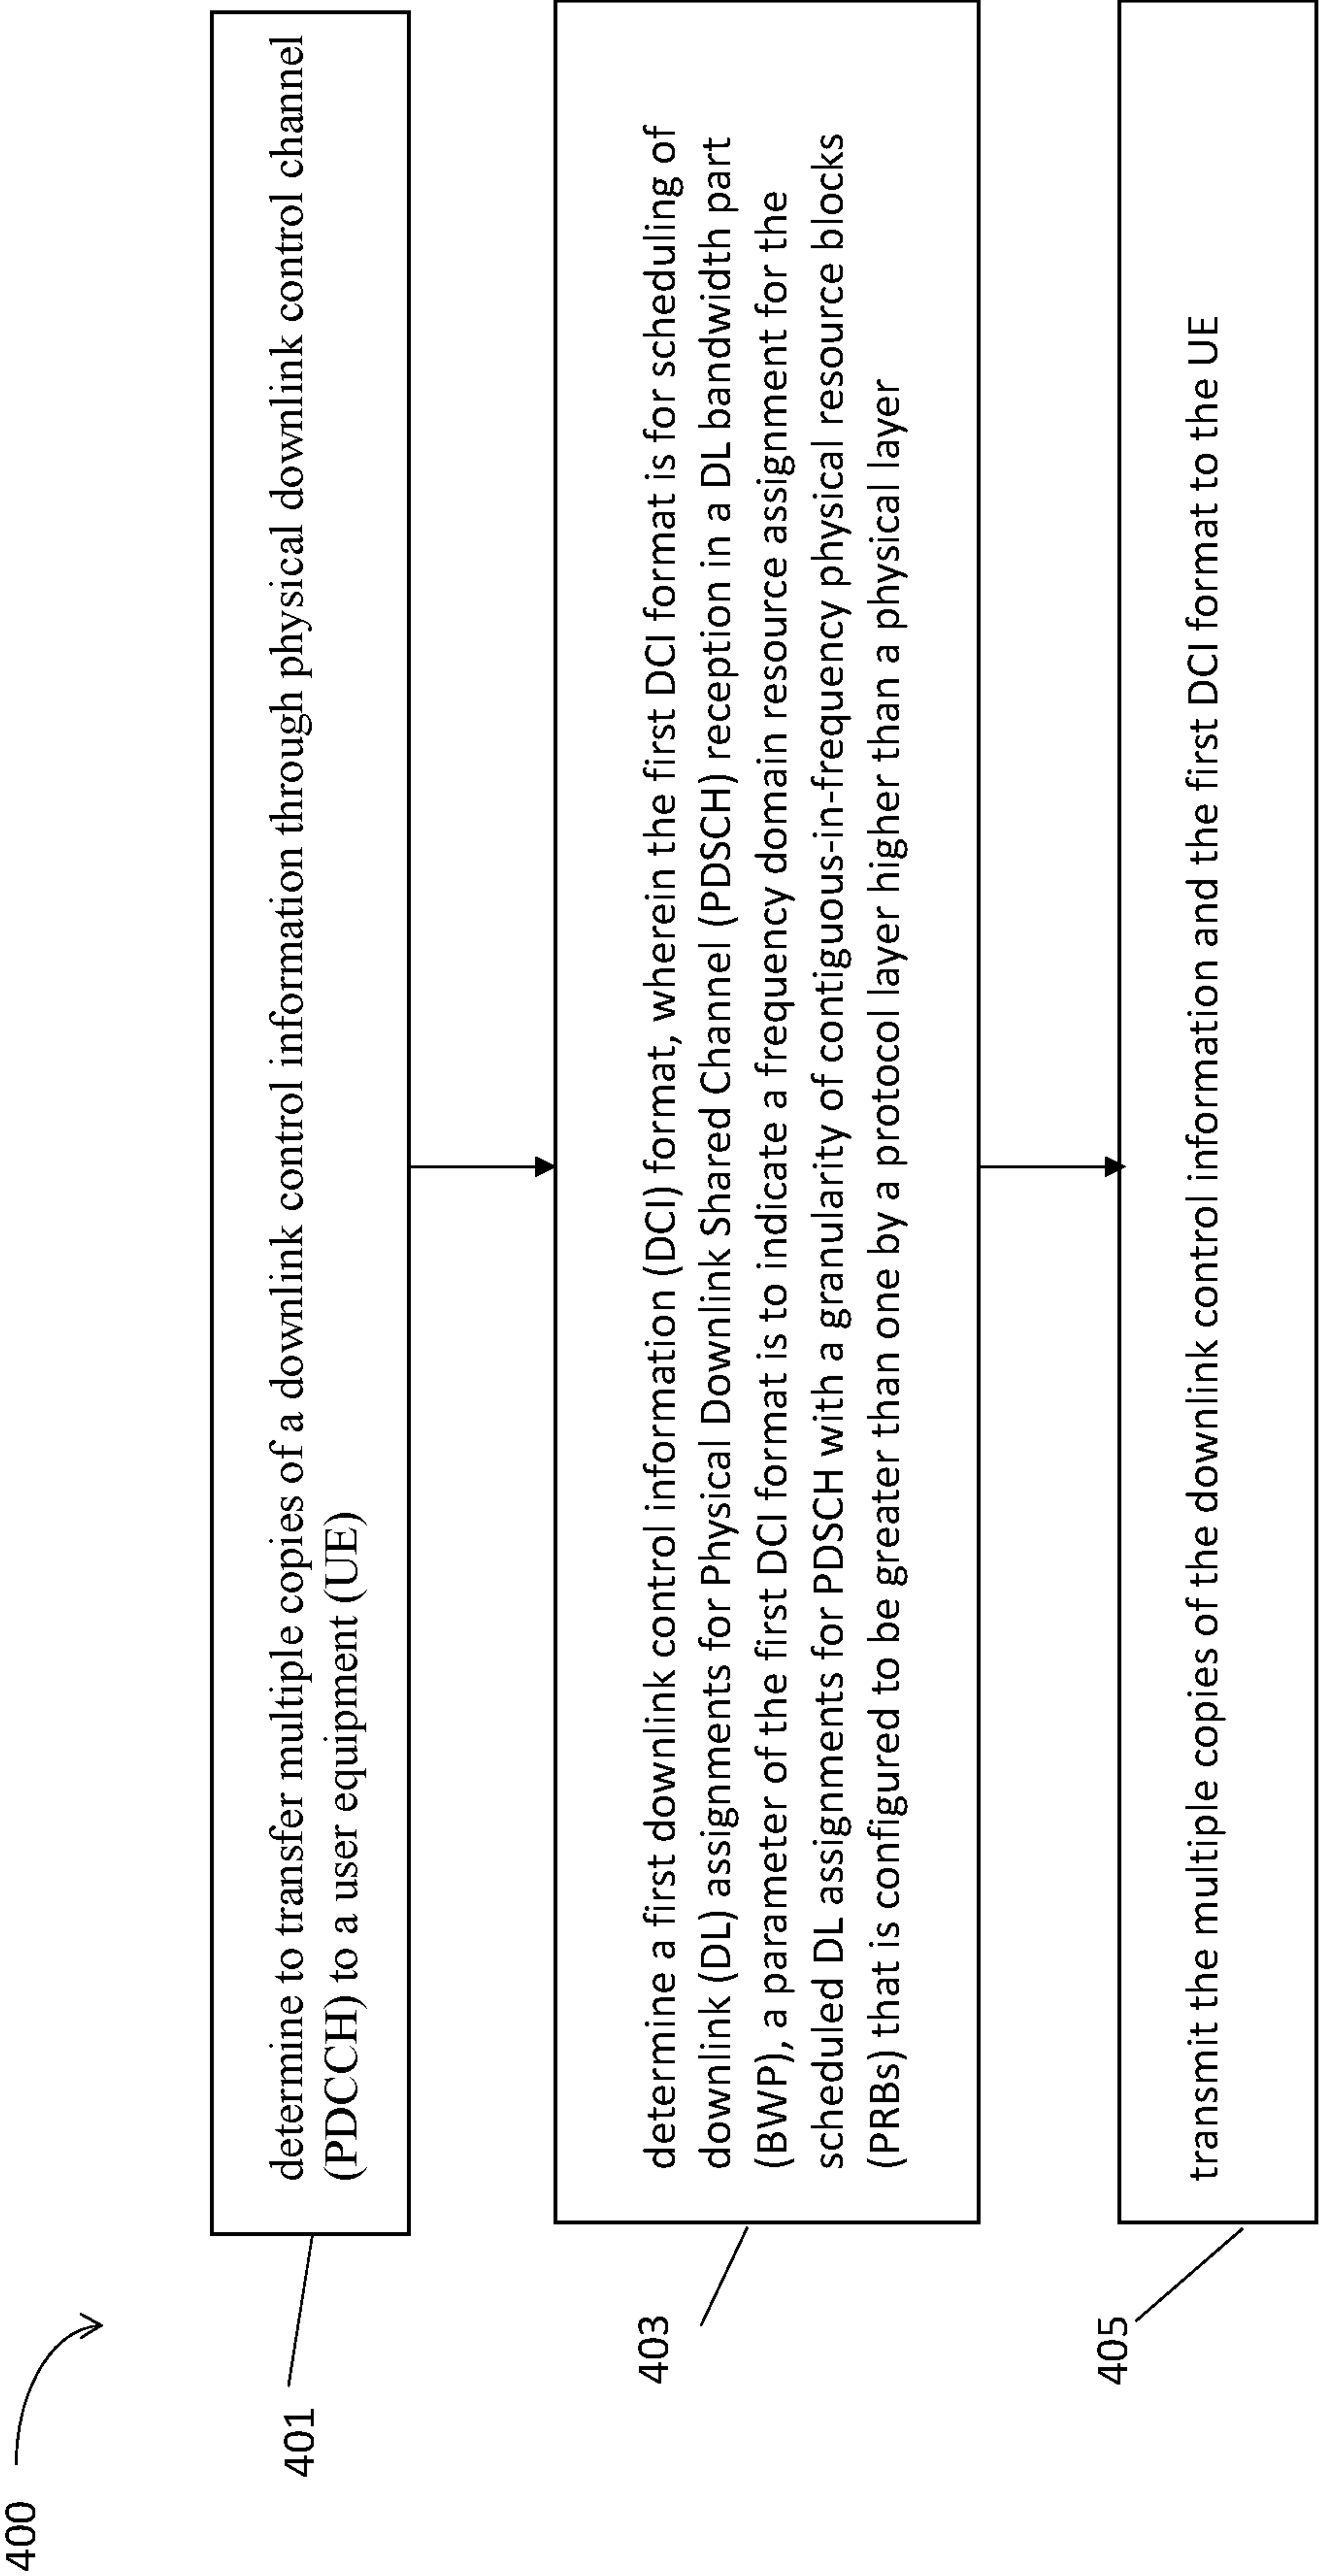 400
401
determine to transfer multiple copies of a downlink control information through physical downlink control channel
(PDCCH) to a user equipment (UE)
403
determine a first downlink control information (DCI) format, wherein the first DCI format is for scheduling of
downlink (DL) assignments for Physical Downlink Shared Channel (PDSCH) reception in a DL bandwidth part
(BWP), a parameter of the first DCI format is to indicate a frequency domain resource assignment for the
scheduled DL assignments for PDSCH with a granularity of contiguous-in-frequency physical resource blocks
(PRBs) that is configured to be greater than one by a protocol layer higher than a physical layer
405
transmit the multiple copies of the downlink control information and the first DCI format to the UE